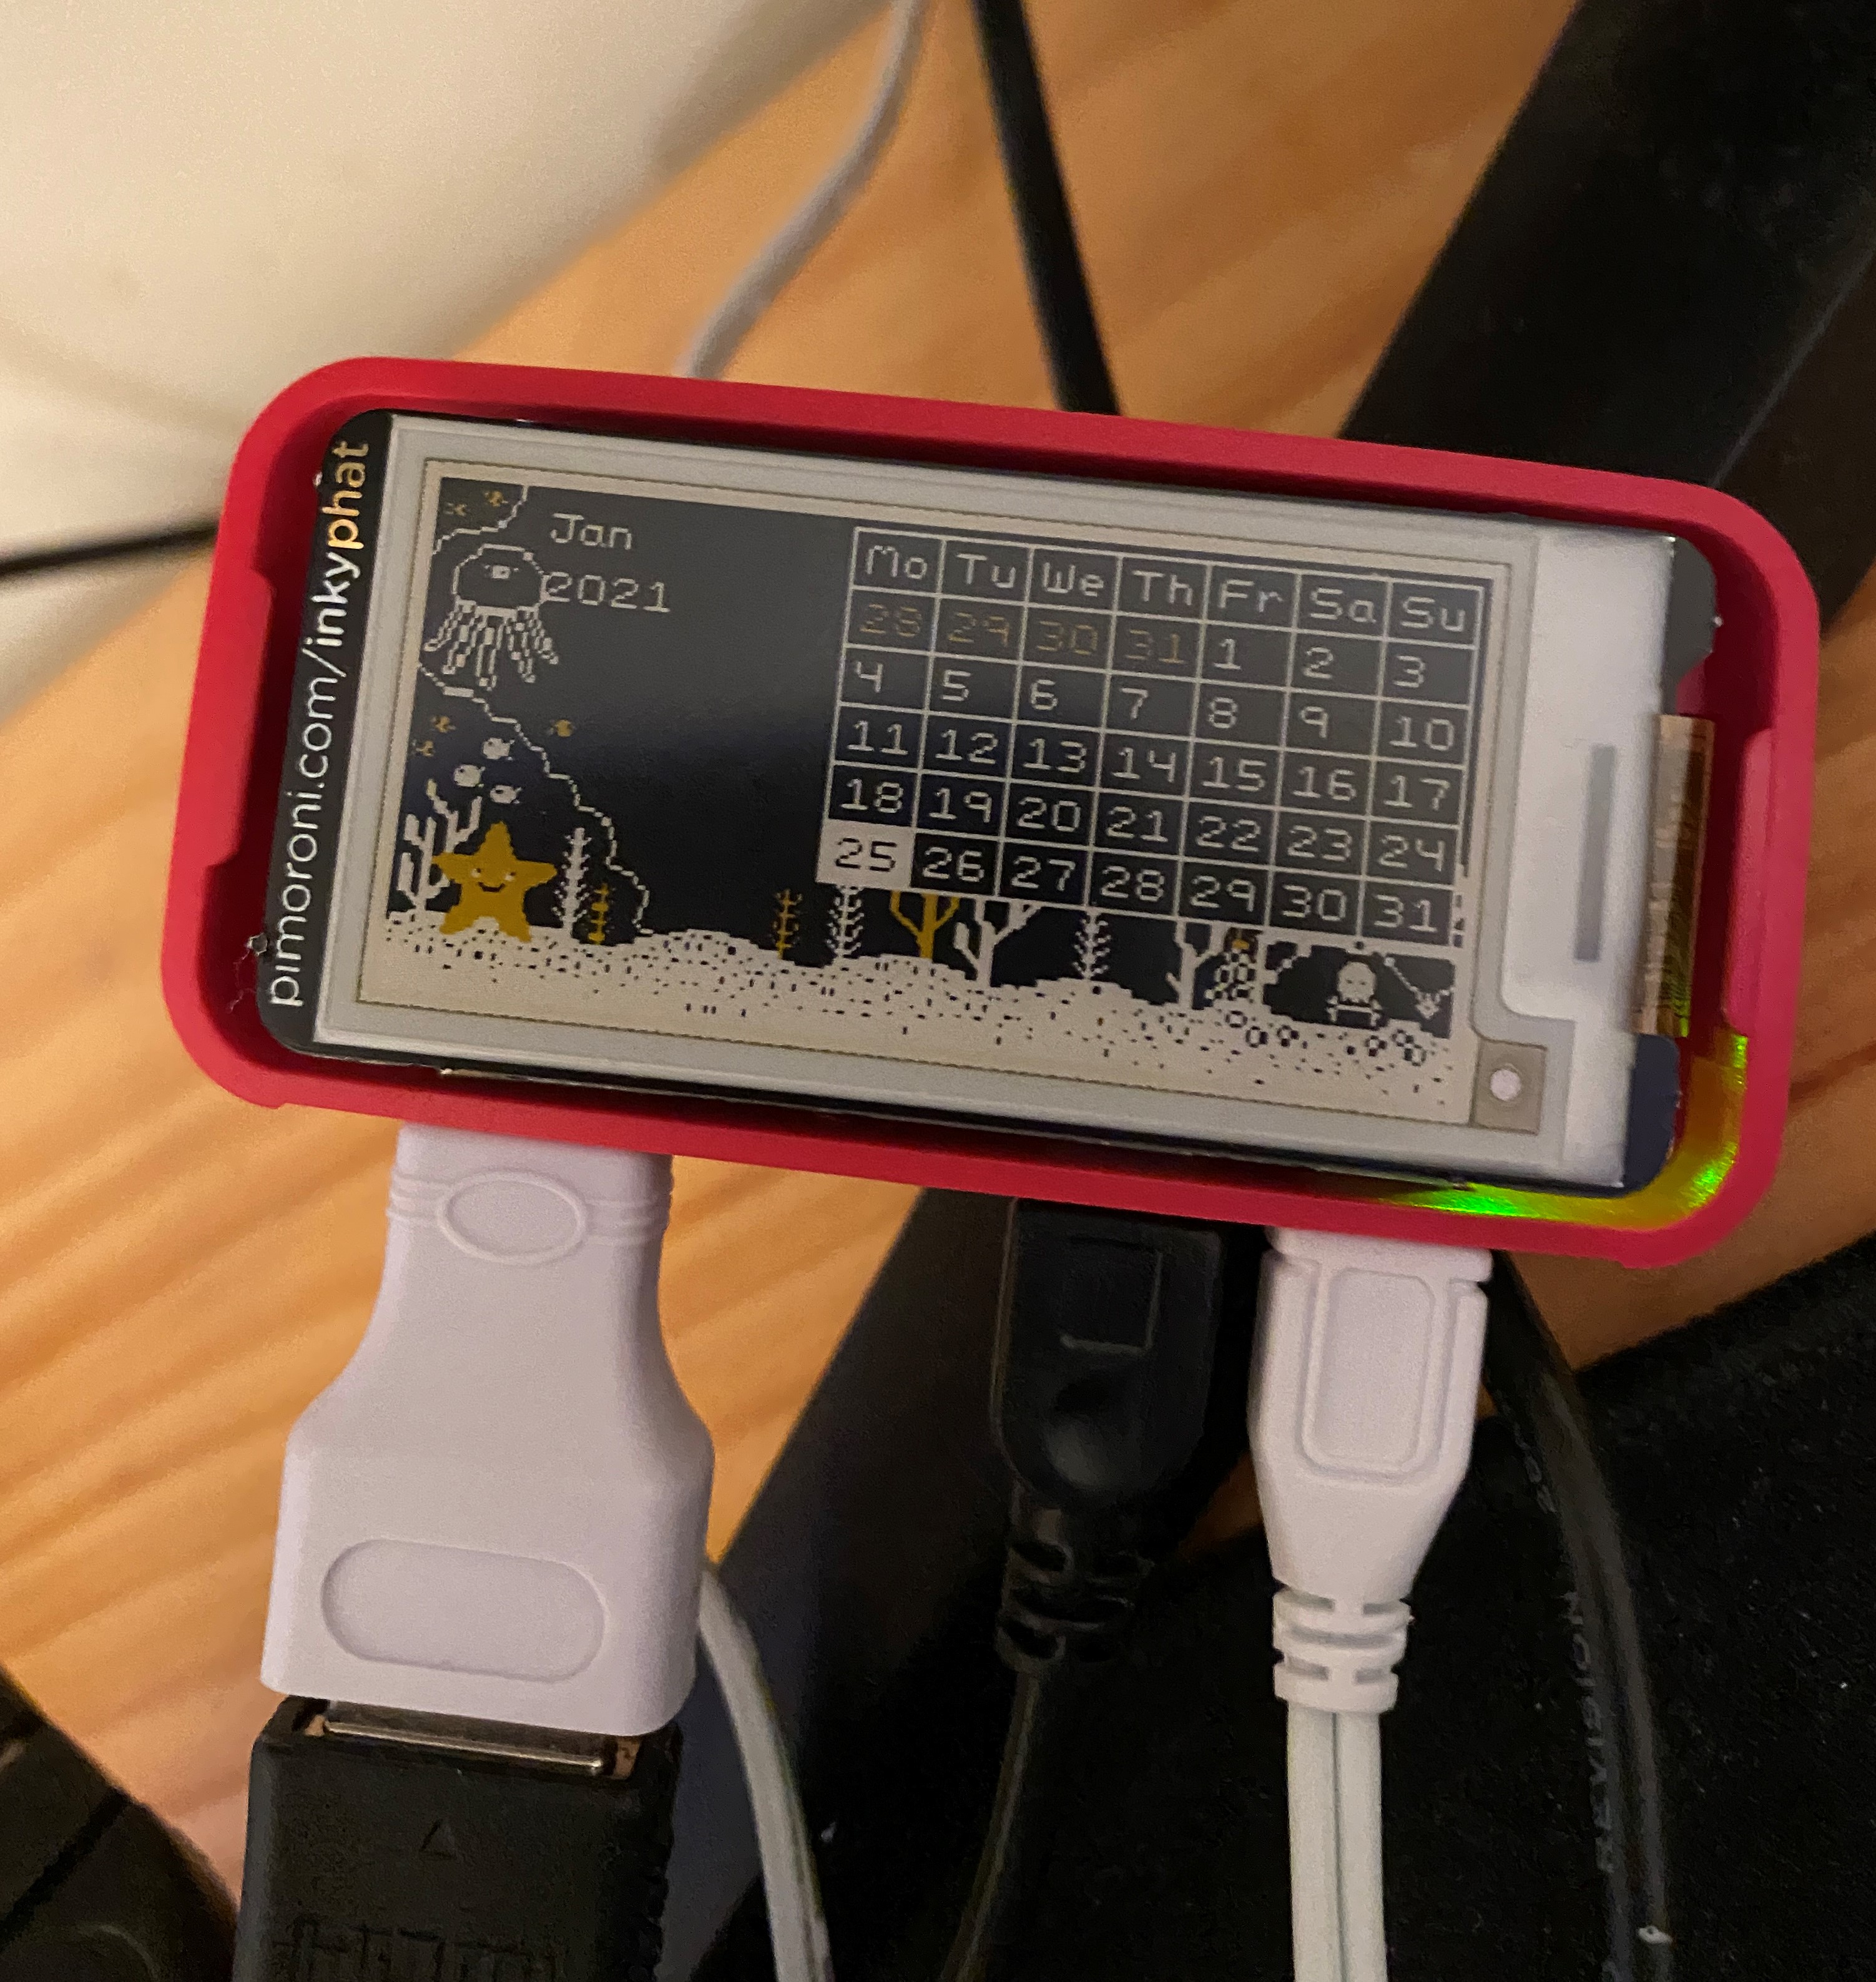 pimoroni.com/inkyphat
Jan
2021
Mo Tu We Th Fr Sa Su
28 29 30 31 1 2 3
4 5 6 7 8 9 10
11 12 13 14 15 16 17
18 19 20 21 22 23 24
25 26 27 28 29 30 31
REVISION